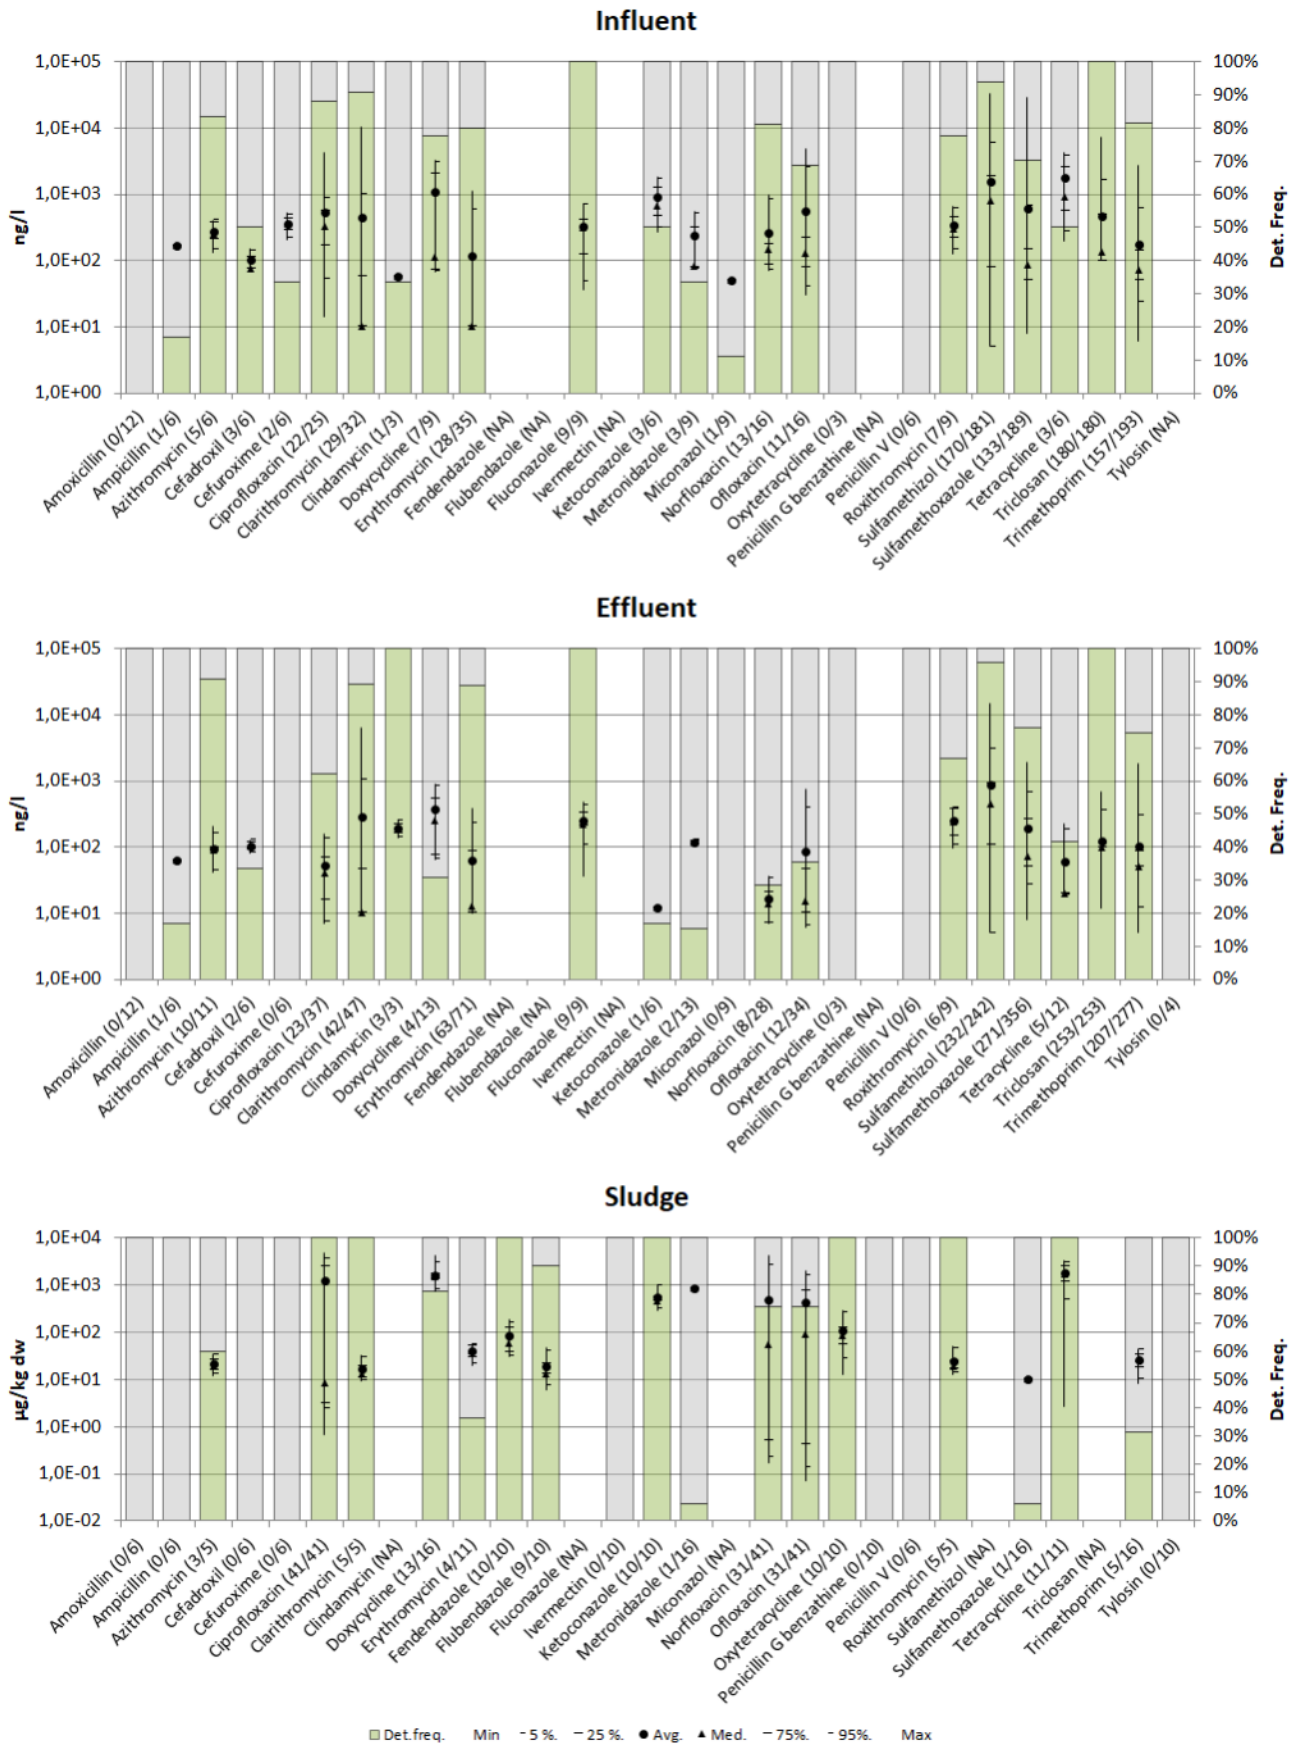 Influent
1,0E+05
1,0E+04
1,0E+03
1,0E+02
1,0E+01
1,0E+00
ng/l
100%
90%
80%
70%
60%
50%
40%
30%
20%
10%
0%
Det. Freq.
Amoxicillin (0/12)
Ampicillin (1/6)
Azithromycin (5/6)
Cefadroxil (3/6)
Cefuroxime (2/6)
Ciprofloxacin (22/25)
Clarithromycin (29/32)
Clindamycin (1/3)
Doxycycline (7/9)
Erythromycin (28/35)
Fendendazole (NA)
Flubendazole (NA)
Fluconazole (9/9)
Ivermectin (NA)
Ketoconazole (3/6)
Metronidazole (3/9)
Miconazol (1/9)
Norfloxacin (13/16)
Ofloxacin (11/16)
Oxytetracycline (0/3)
Penicillin G benzathine (NA)
Penicillin V (0/6)
Roxithromycin (7/9)
Sulfamethizol (170/181)
Sulfamethoxazole (133/189)
Tetracycline (3/6)
Triclosan (180/180)
Trimethoprim (157/193)
Tylosin (NA)
Effluent
1,0E+05
1,0E+04
1,0E+03
1,0E+02
1,0E+01
1,0E+00
ng/l
100%
90%
80%
70%
60%
50%
40%
30%
20%
10%
0%
Det. Freq.
Amoxicillin (0/12)
Ampicillin (1/6)
Azithromycin (10/11)
Cefadroxil (2/6)
Cefuroxime (0/6)
Ciprofloxacin (23/37)
Clarithromycin (42/47)
Clindamycin (3/3)
Doxycycline (4/13)
Erythromycin (63/71)
Fendendazole (NA)
Flubendazole (NA)
Fluconazole (9/9)
Ivermectin (NA)
Ketoconazole (1/6)
Metronidazole (2/13)
Miconazol (0/9)
Norfloxacin (8/28)
Ofloxacin (12/34)
Oxytetracycline (0/3)
Penicillin G benzathine (NA)
Penicillin V (0/6)
Roxithromycin (6/9)
Sulfamethizol (232/242)
Sulfamethoxazole (271/356)
Tetracycline (5/12)
Triclosan (253/253)
Trimethoprim (207/277)
Tylosin (0/4)
Sludge
1,0E+04
1,0E+03
1,0E+02
1,0E+01
1,0E+00
1,0E-01
1,0E-02
µg/kg dw
100%
90%
80%
70%
60%
50%
40%
30%
20%
10%
0%
Det. Freq.
Amoxicillin (0/6)
Ampicillin (0/6)
Azithromycin (3/5)
Cefadroxil (0/6)
Cefuroxime (0/6)
Ciprofloxacin (41/41)
Clarithromycin (5/5)
Clindamycin (NA)
Doxycycline (13/16)
Erythromycin (4/11)
Fendendazole (10/10)
Flubendazole (9/10)
Fluconazole (NA)
Ivermectin (0/10)
Ketoconazole (10/10)
Metronidazole (1/16)
Miconazol (NA)
Norfloxacin (31/41)
Ofloxacin (31/41)
Oxytetracycline (10/10)
Penicillin G benzathine (0/10)
Penicillin V (0/6)
Roxithromycin (5/5)
Sulfamethizol (NA)
Sulfamethoxazole (1/16)
Tetracycline (11/11)
Triclosan (NA)
Trimethoprim (5/16)
Tylosin (0/10)
Det.freq. Min 5 %. 25 %. Avg. Med. 75%. 95%. Max